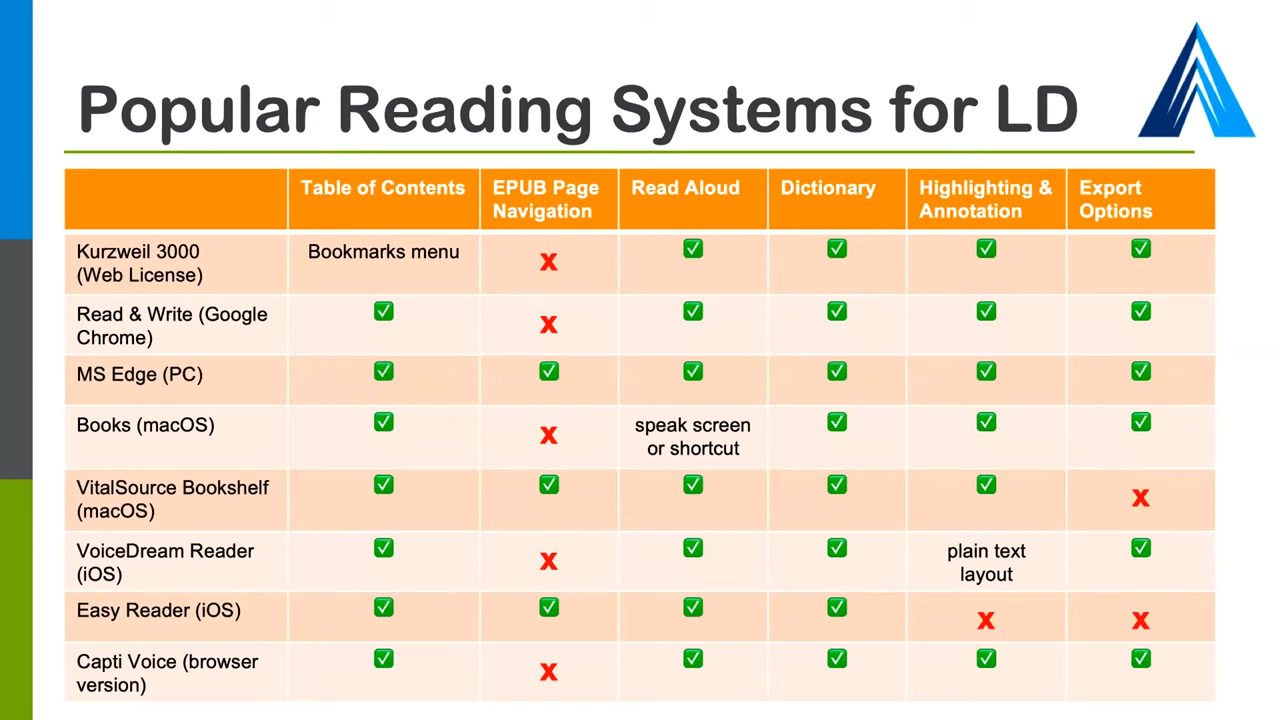 Popular Reading Systems for LD
Table of Contents
EPUB Page
Navigation
Read Aloud
Dictionary
Highlighting &
Annotation
Export
Options
Kurzweil 3000
(Web License)
Bookmarks menu
X
✅
✅
✅
✅
Read & Write (Google
Chrome)
✅
X
✅
✅
✅
✅
MS Edge (PC)
✅
✅
✅
✅
✅
✅
Books (macOS)
✅
X
speak screen
or shortcut
✅
✅
✅
VitalSource Bookshelf
(macOS)
✅
✅
✅
✅
✅
X
VoiceDream Reader
(iOS)
✅
X
✅
✅
plain text
layout
✅
Easy Reader (iOS)
✅
✅
✅
✅
X
X
Capti Voice (browser
version)
✅
X
✅
✅
✅
✅